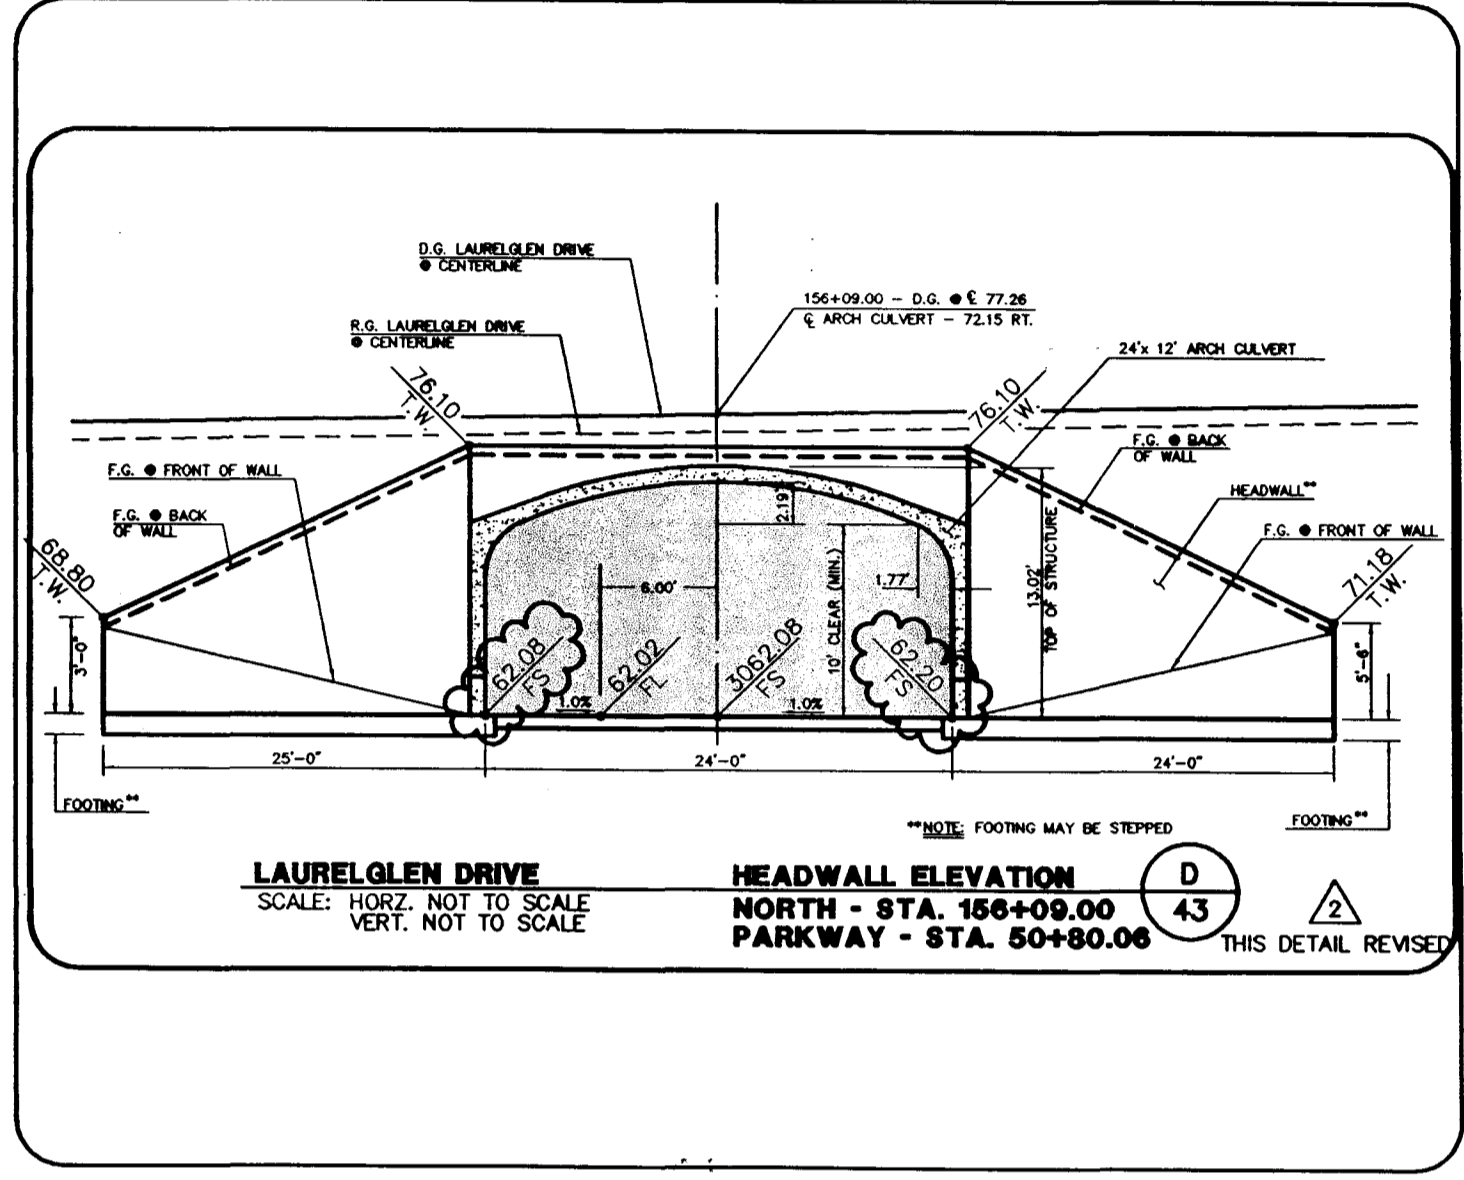 D.G. LAURELGLEN DRIVE
@ CENTERLINE
156+09.00 - D.G. @ ℄ 77.26
℄ ARCH CULVERT - 72.15 RT.
R.G. LAURELGLEN DRIVE
@ CENTERLINE
24'x 12' ARCH CULVERT
76.10
T.W.
76.10
T.W.
F.G. @ FRONT OF WALL
F.G. @ BACK
OF WALL
F.G. @ BACK
OF WALL
HEADWALL**
F.G. @ FRONT OF WALL
68.80
T.W.
71.18
T.W.
2.19'
10' CLEAR (MIN.)
1.77'
13.02'
TOP OF STRUCTURE
6.00'
62.08
FS
62.02
FL
3062.08
FS
62.20
FS
1.0%
1.0%
3'-0"
5'-6"
25'-0"
24'-0"
24'-0"
FOOTING**
FOOTING**
**NOTE: FOOTING MAY BE STEPPED
LAURELGLEN DRIVE
SCALE: HORZ. NOT TO SCALE
VERT. NOT TO SCALE
HEADWALL ELEVATION
NORTH - STA. 156+09.00
PARKWAY - STA. 50+80.06
D
43
2
THIS DETAIL REVISED